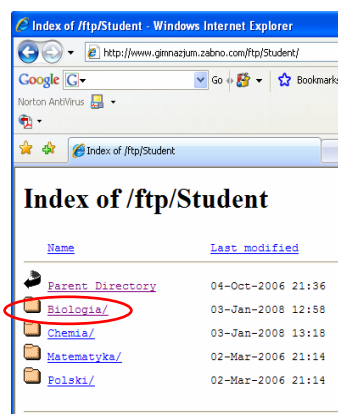 Index of /ftp/Student - Windows Internet Explorer
http://www.gimnazjum.zabno.com/ftp/Student/
Google G Go Bookmarks
Norton AntiVirus
Index of /ftp/Student
Index of /ftp/Student
Name Last modified
Parent Directory 04-Oct-2006 21:36
Biologia/ 03-Jan-2008 12:58
Chemia/ 03-Jan-2008 13:18
Matematyka/ 02-Mar-2006 21:14
Polski/ 02-Mar-2006 21:14